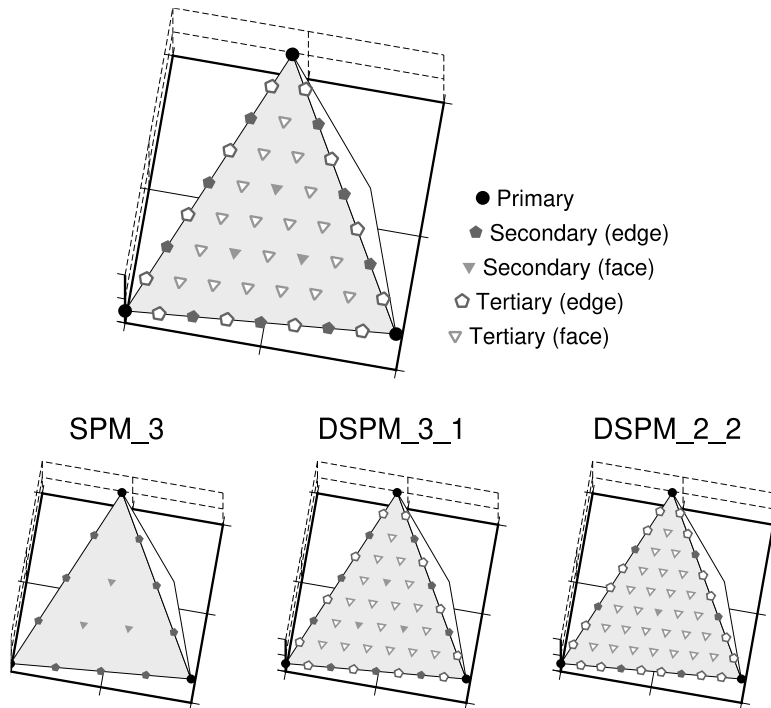 Primary
Secondary (edge)
Secondary (face)
Tertiary (edge)
Tertiary (face)
SPM_3
DSPM_3_1
DSPM_2_2